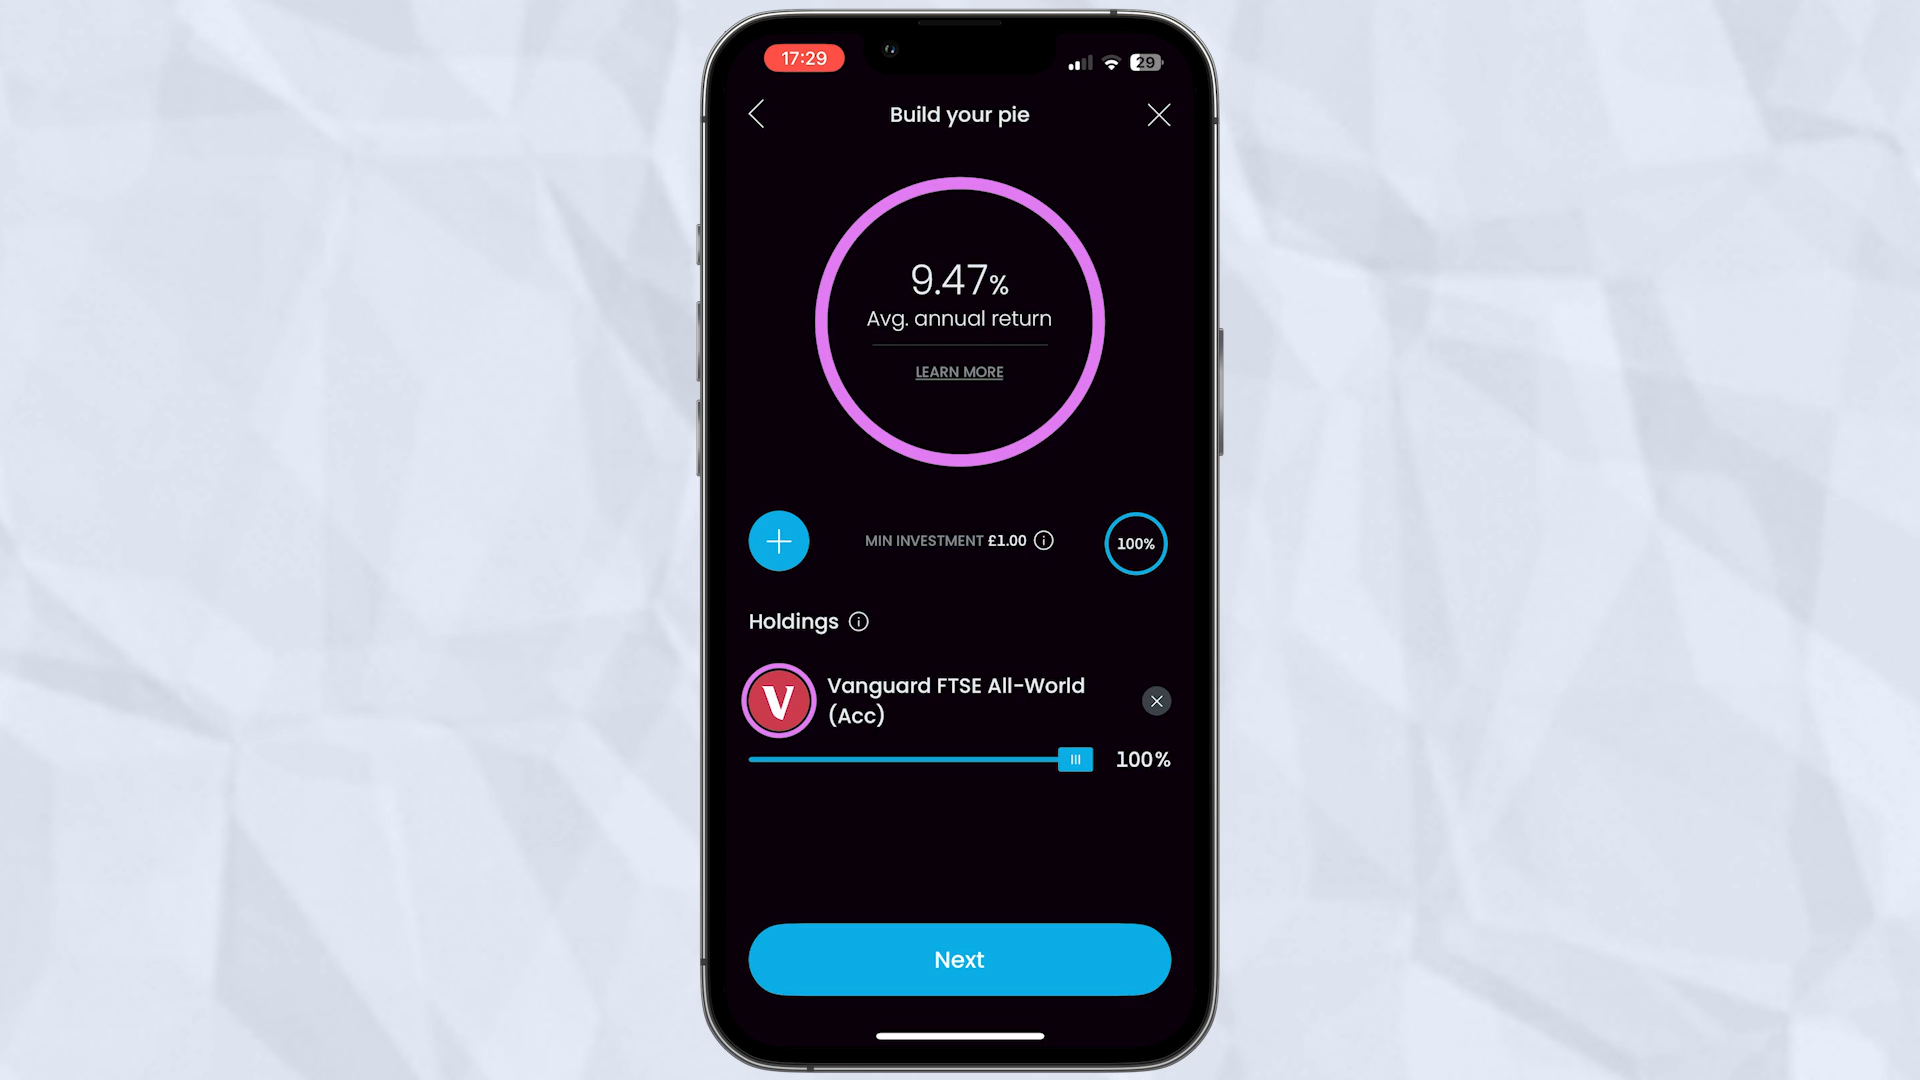 17:29
29
Build your pie
9.47%
Avg. annual return
LEARN MORE
MIN INVESTMENT £1.00
100%
Holdings
V
Vanguard FTSE All-World
(Acc)
100%
Next